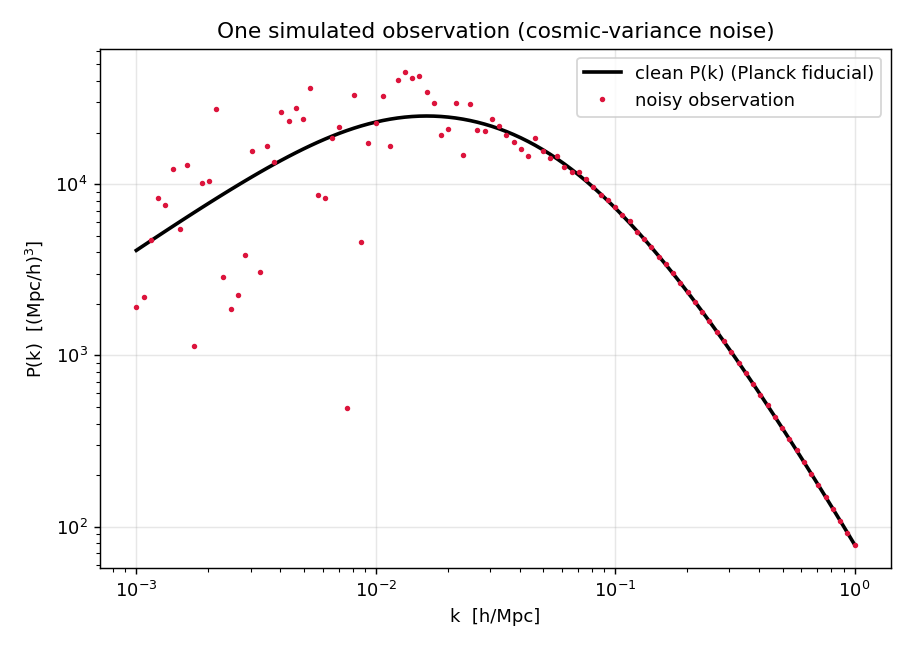 One simulated observation (cosmic-variance noise)
clean P(k) (Planck fiducial)
noisy observation
P(k) [(Mpc/h)³]
10⁴
10³
10²
10⁻³
10⁻²
10⁻¹
10⁰
k [h/Mpc]